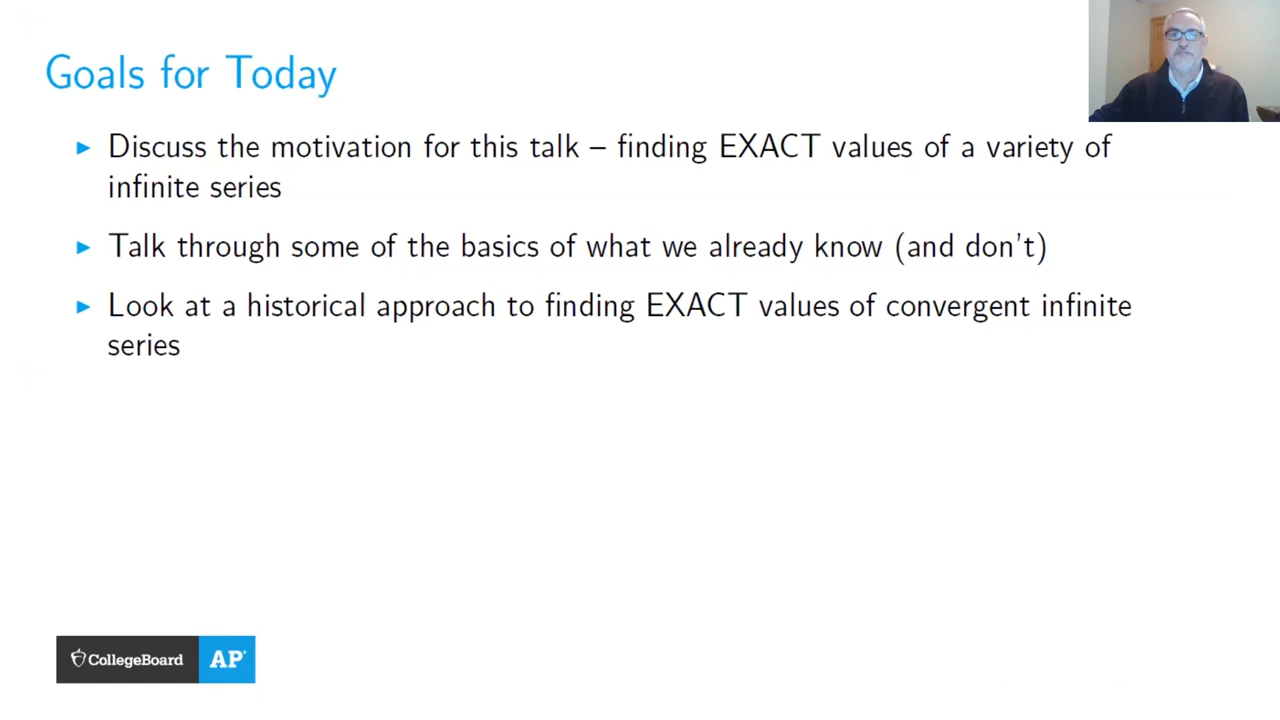 Goals for Today
▶ Discuss the motivation for this talk – finding EXACT values of a variety of
infinite series
▶ Talk through some of the basics of what we already know (and don't)
▶ Look at a historical approach to finding EXACT values of convergent infinite
series
CollegeBoard AP®